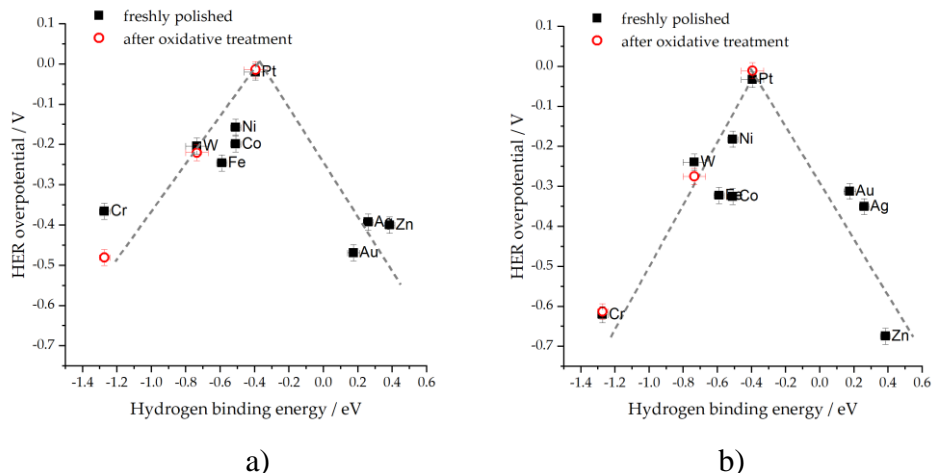 freshly polished
after oxidative treatment
0.1
0.0
-0.1
-0.2
-0.3
-0.4
-0.5
-0.6
-0.7
HER overpotential / V
Pt
Ni
W
Co
Fe
Cr
Ag
Zn
Au
-1.4 -1.2 -1.0 -0.8 -0.6 -0.4 -0.2 0.0 0.2 0.4 0.6
Hydrogen binding energy / eV
a)
freshly polished
after oxidative treatment
0.1
0.0
-0.1
-0.2
-0.3
-0.4
-0.5
-0.6
-0.7
HER overpotential / V
Pt
Ni
W
Fe
Co
Au
Ag
Cr
Zn
-1.4 -1.2 -1.0 -0.8 -0.6 -0.4 -0.2 0.0 0.2 0.4 0.6
Hydrogen binding energy / eV
b)